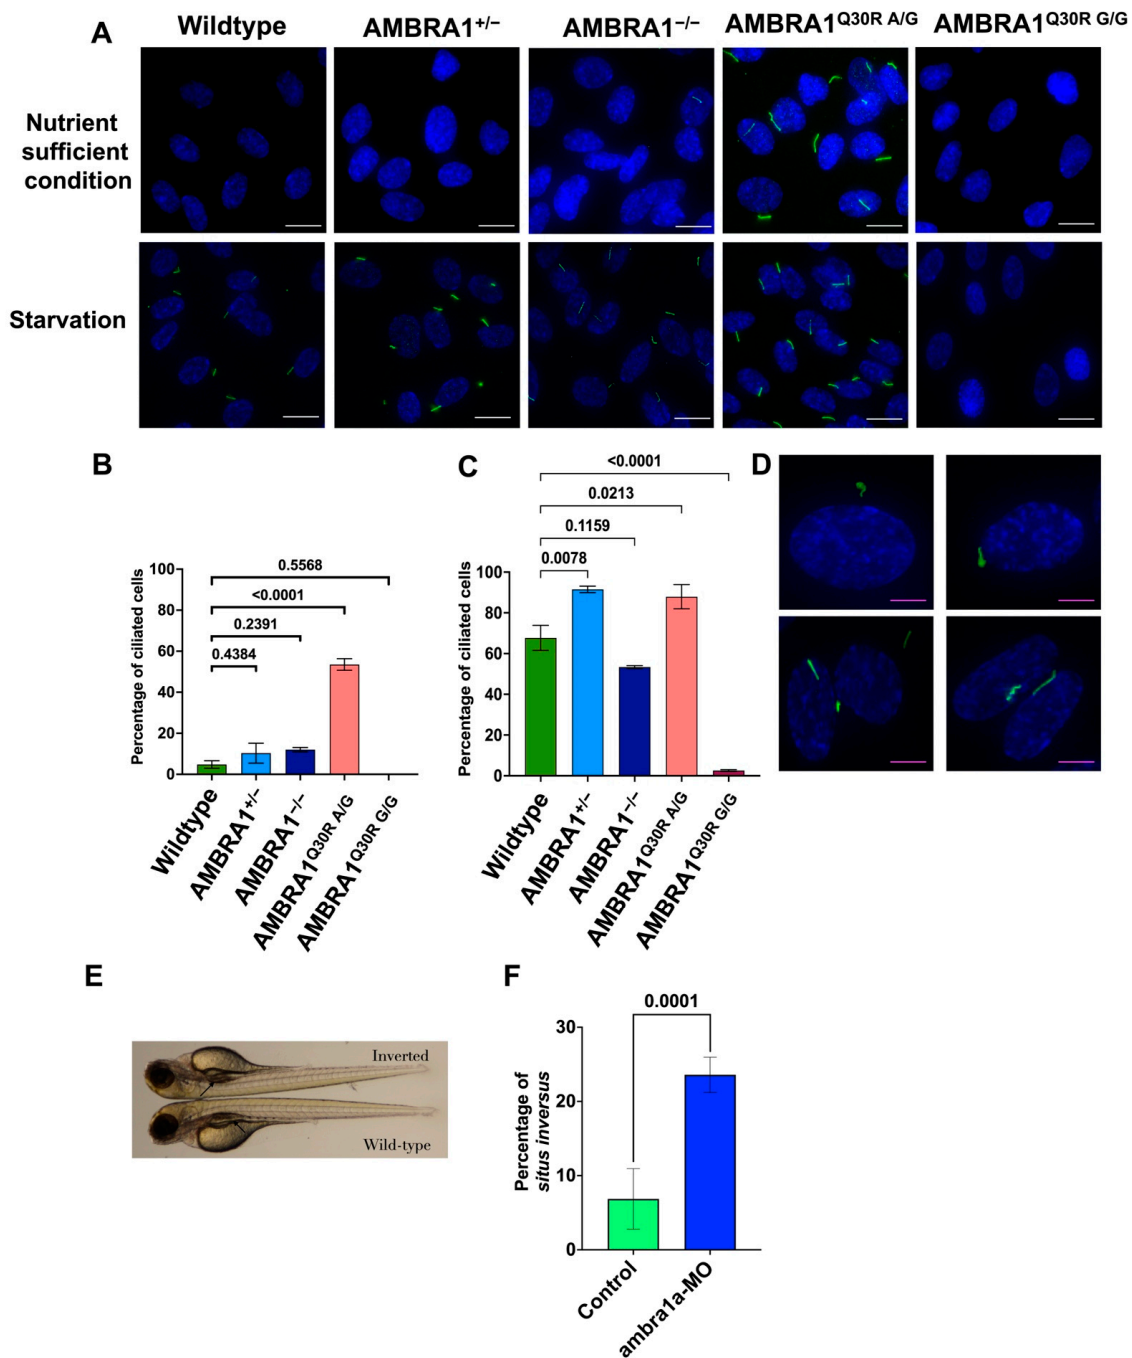 A
Wildtype
AMBRA1+/−
AMBRA1−/−
AMBRA1Q30R A/G
AMBRA1Q30R G/G
Nutrient
sufficient
condition
Starvation
B
C
D
Percentage of ciliated cells
100
80
60
40
20
0
0.5568
<0.0001
0.2391
0.4384
Wildtype
AMBRA1+/−
AMBRA1−/−
AMBRA1Q30R A/G
AMBRA1Q30R G/G
Percentage of ciliated cells
100
80
60
40
20
0
<0.0001
0.0213
0.1159
0.0078
Wildtype
AMBRA1+/−
AMBRA1−/−
AMBRA1Q30R A/G
AMBRA1Q30R G/G
E
Inverted
Wild-type
F
Percentage of
situs inversus
30
20
10
0
0.0001
Control
ambra1a-MO